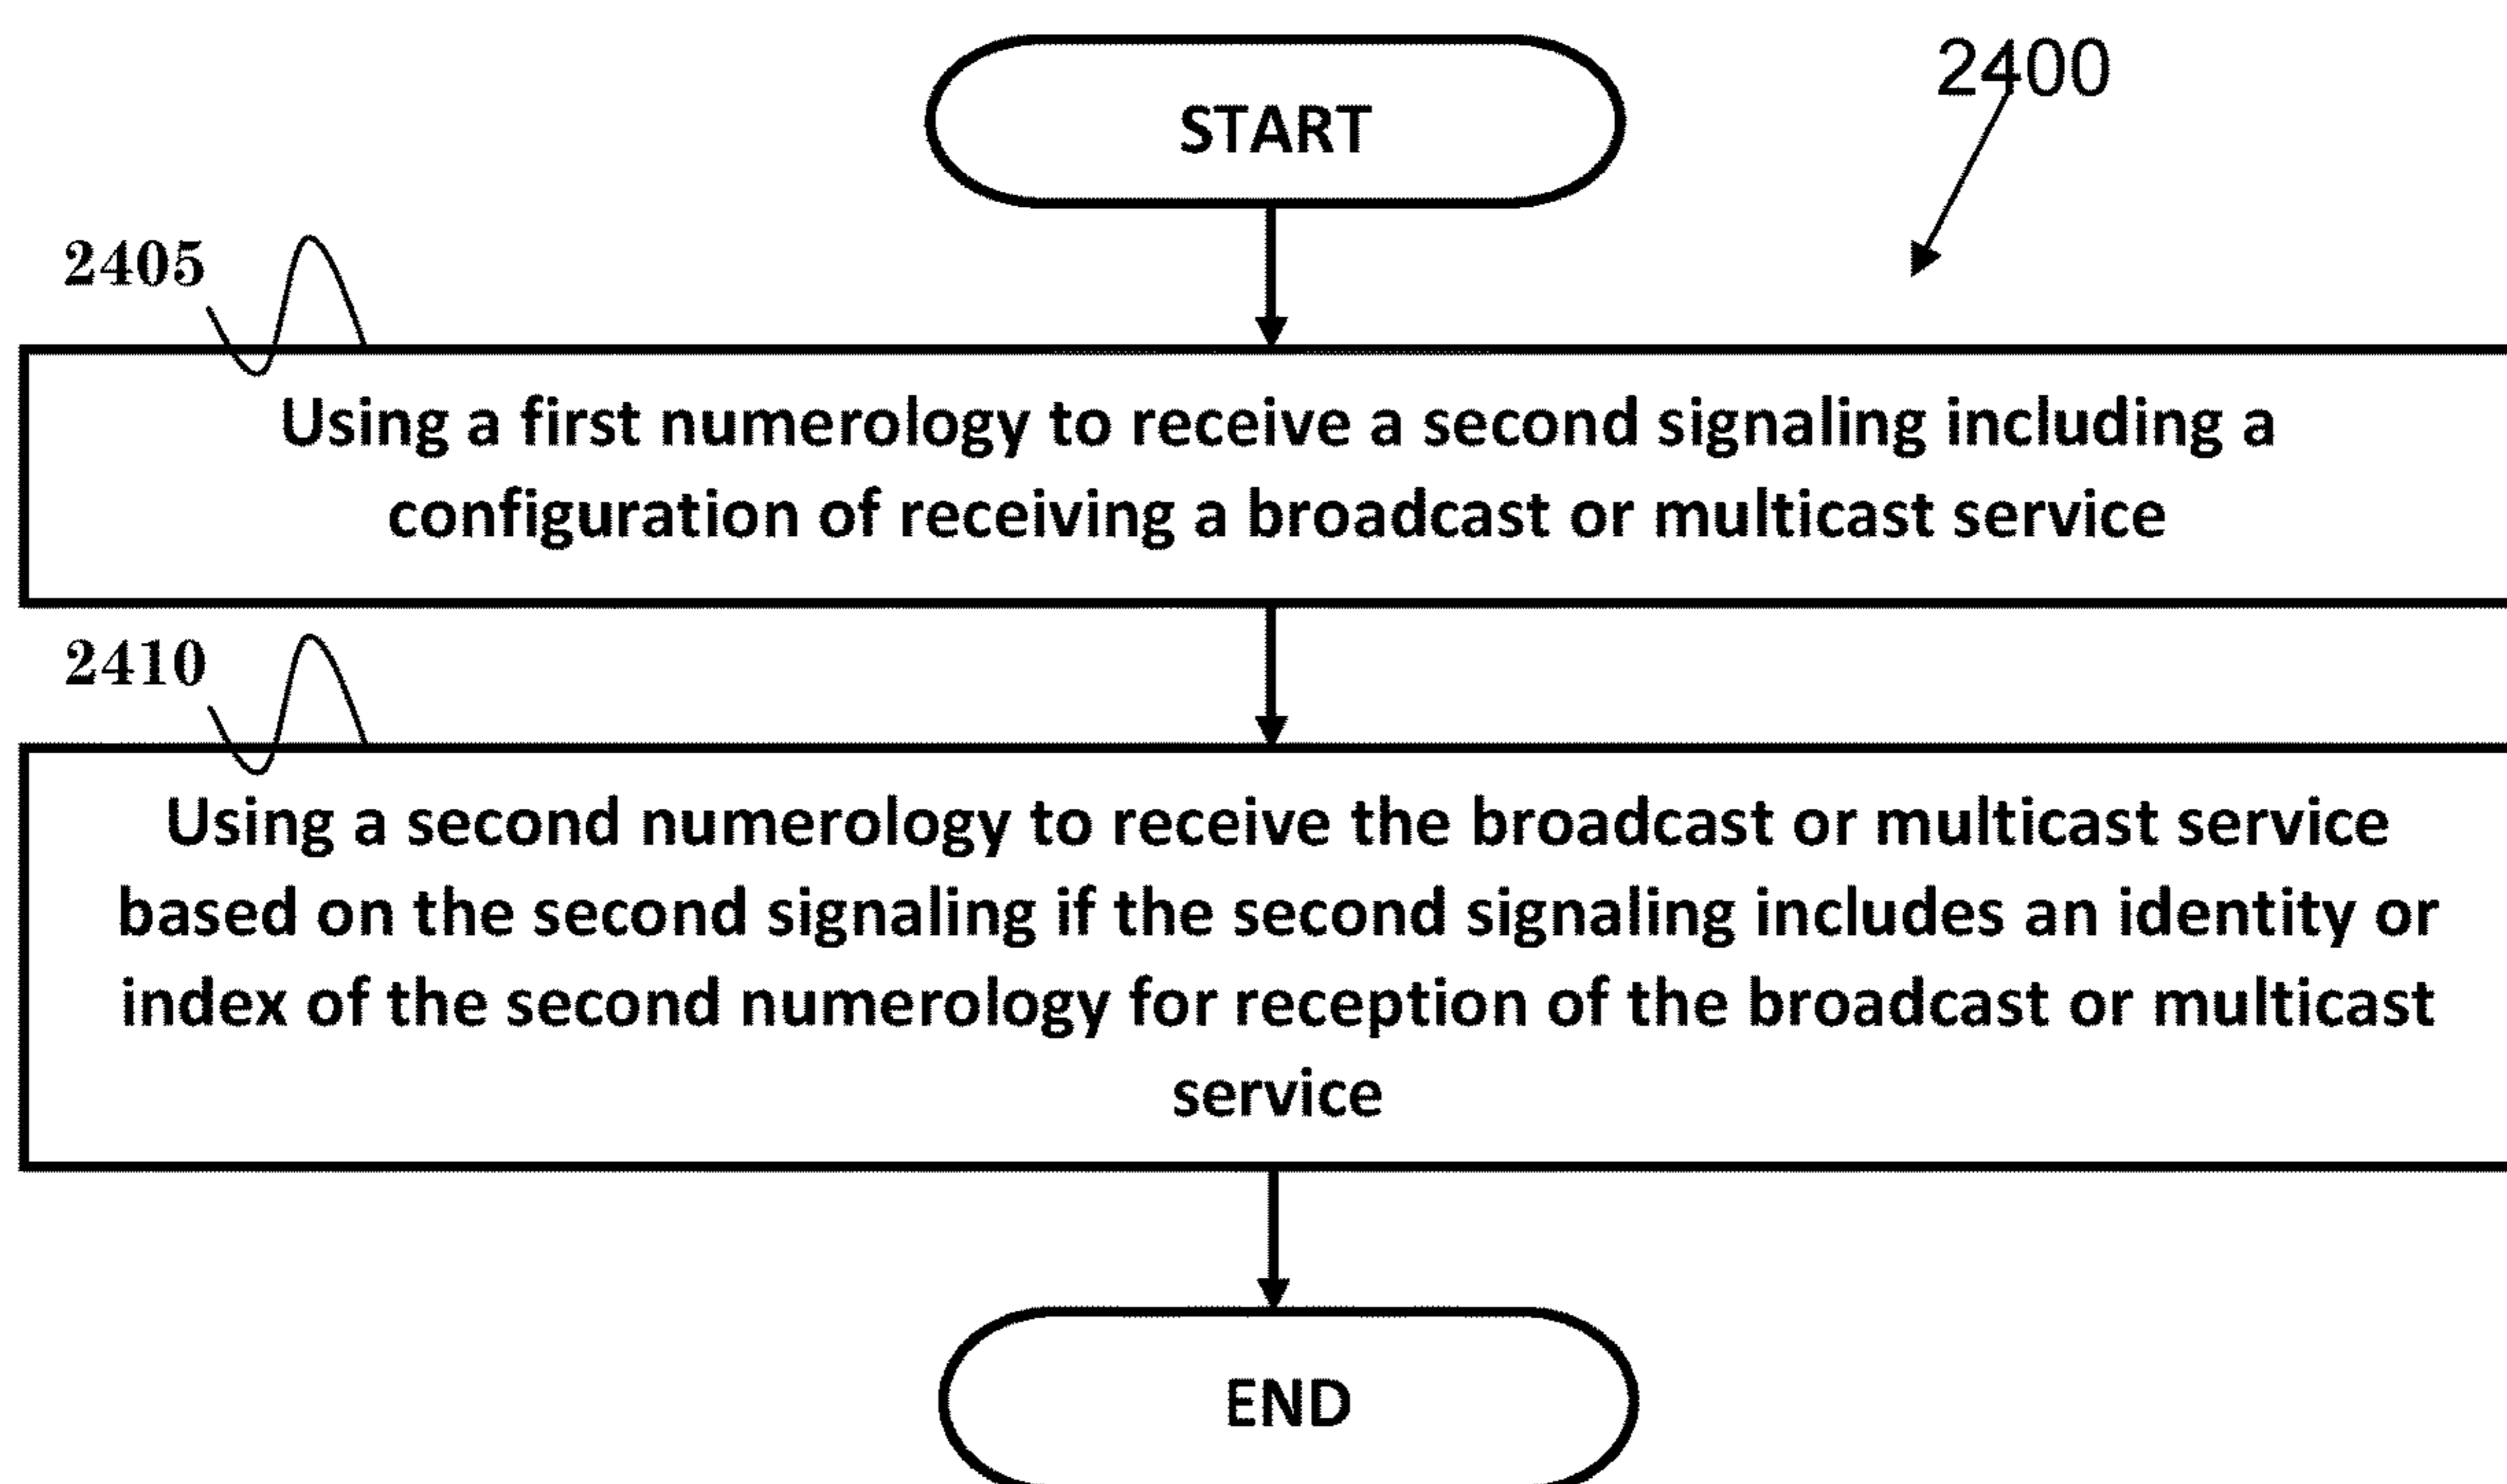 START
2400
2405
Using a first numerology to receive a second signaling including a
configuration of receiving a broadcast or multicast service
2410
Using a second numerology to receive the broadcast or multicast service
based on the second signaling if the second signaling includes an identity or
index of the second numerology for reception of the broadcast or multicast
service
END